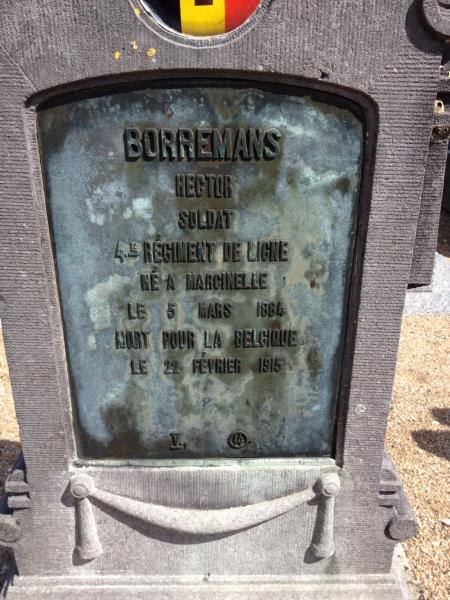 BORREMANS
HECTOR
SOLDAT
4E RÉGIMENT DE LIGNE
NÉ A MARCINELLE
LE 5 MARS 1884
MORT POUR LA BELGIQUE
LE 22 FÉVRIER 1915
V.